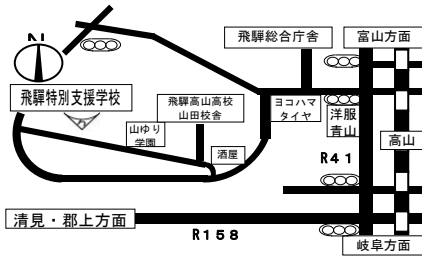 N
飛騨総合庁舎
富山方面
飛騨特別支援学校
飛騨高山高校
山田校舎
ヨコハマ
タイヤ
洋服
青山
山ゆり
学園
酒屋
高山
R41
清見・郡上方面
R158
岐阜方面